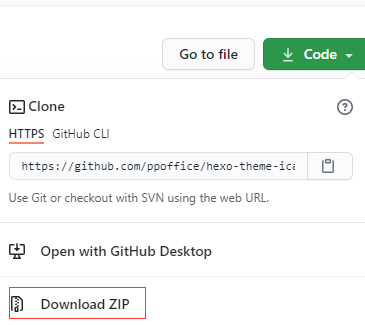 Go to file
Code
Clone
HTTPS GitHub CLI
https://github.com/ppoffice/hexo-theme-ica
Use Git or checkout with SVN using the web URL.
Open with GitHub Desktop
Download ZIP